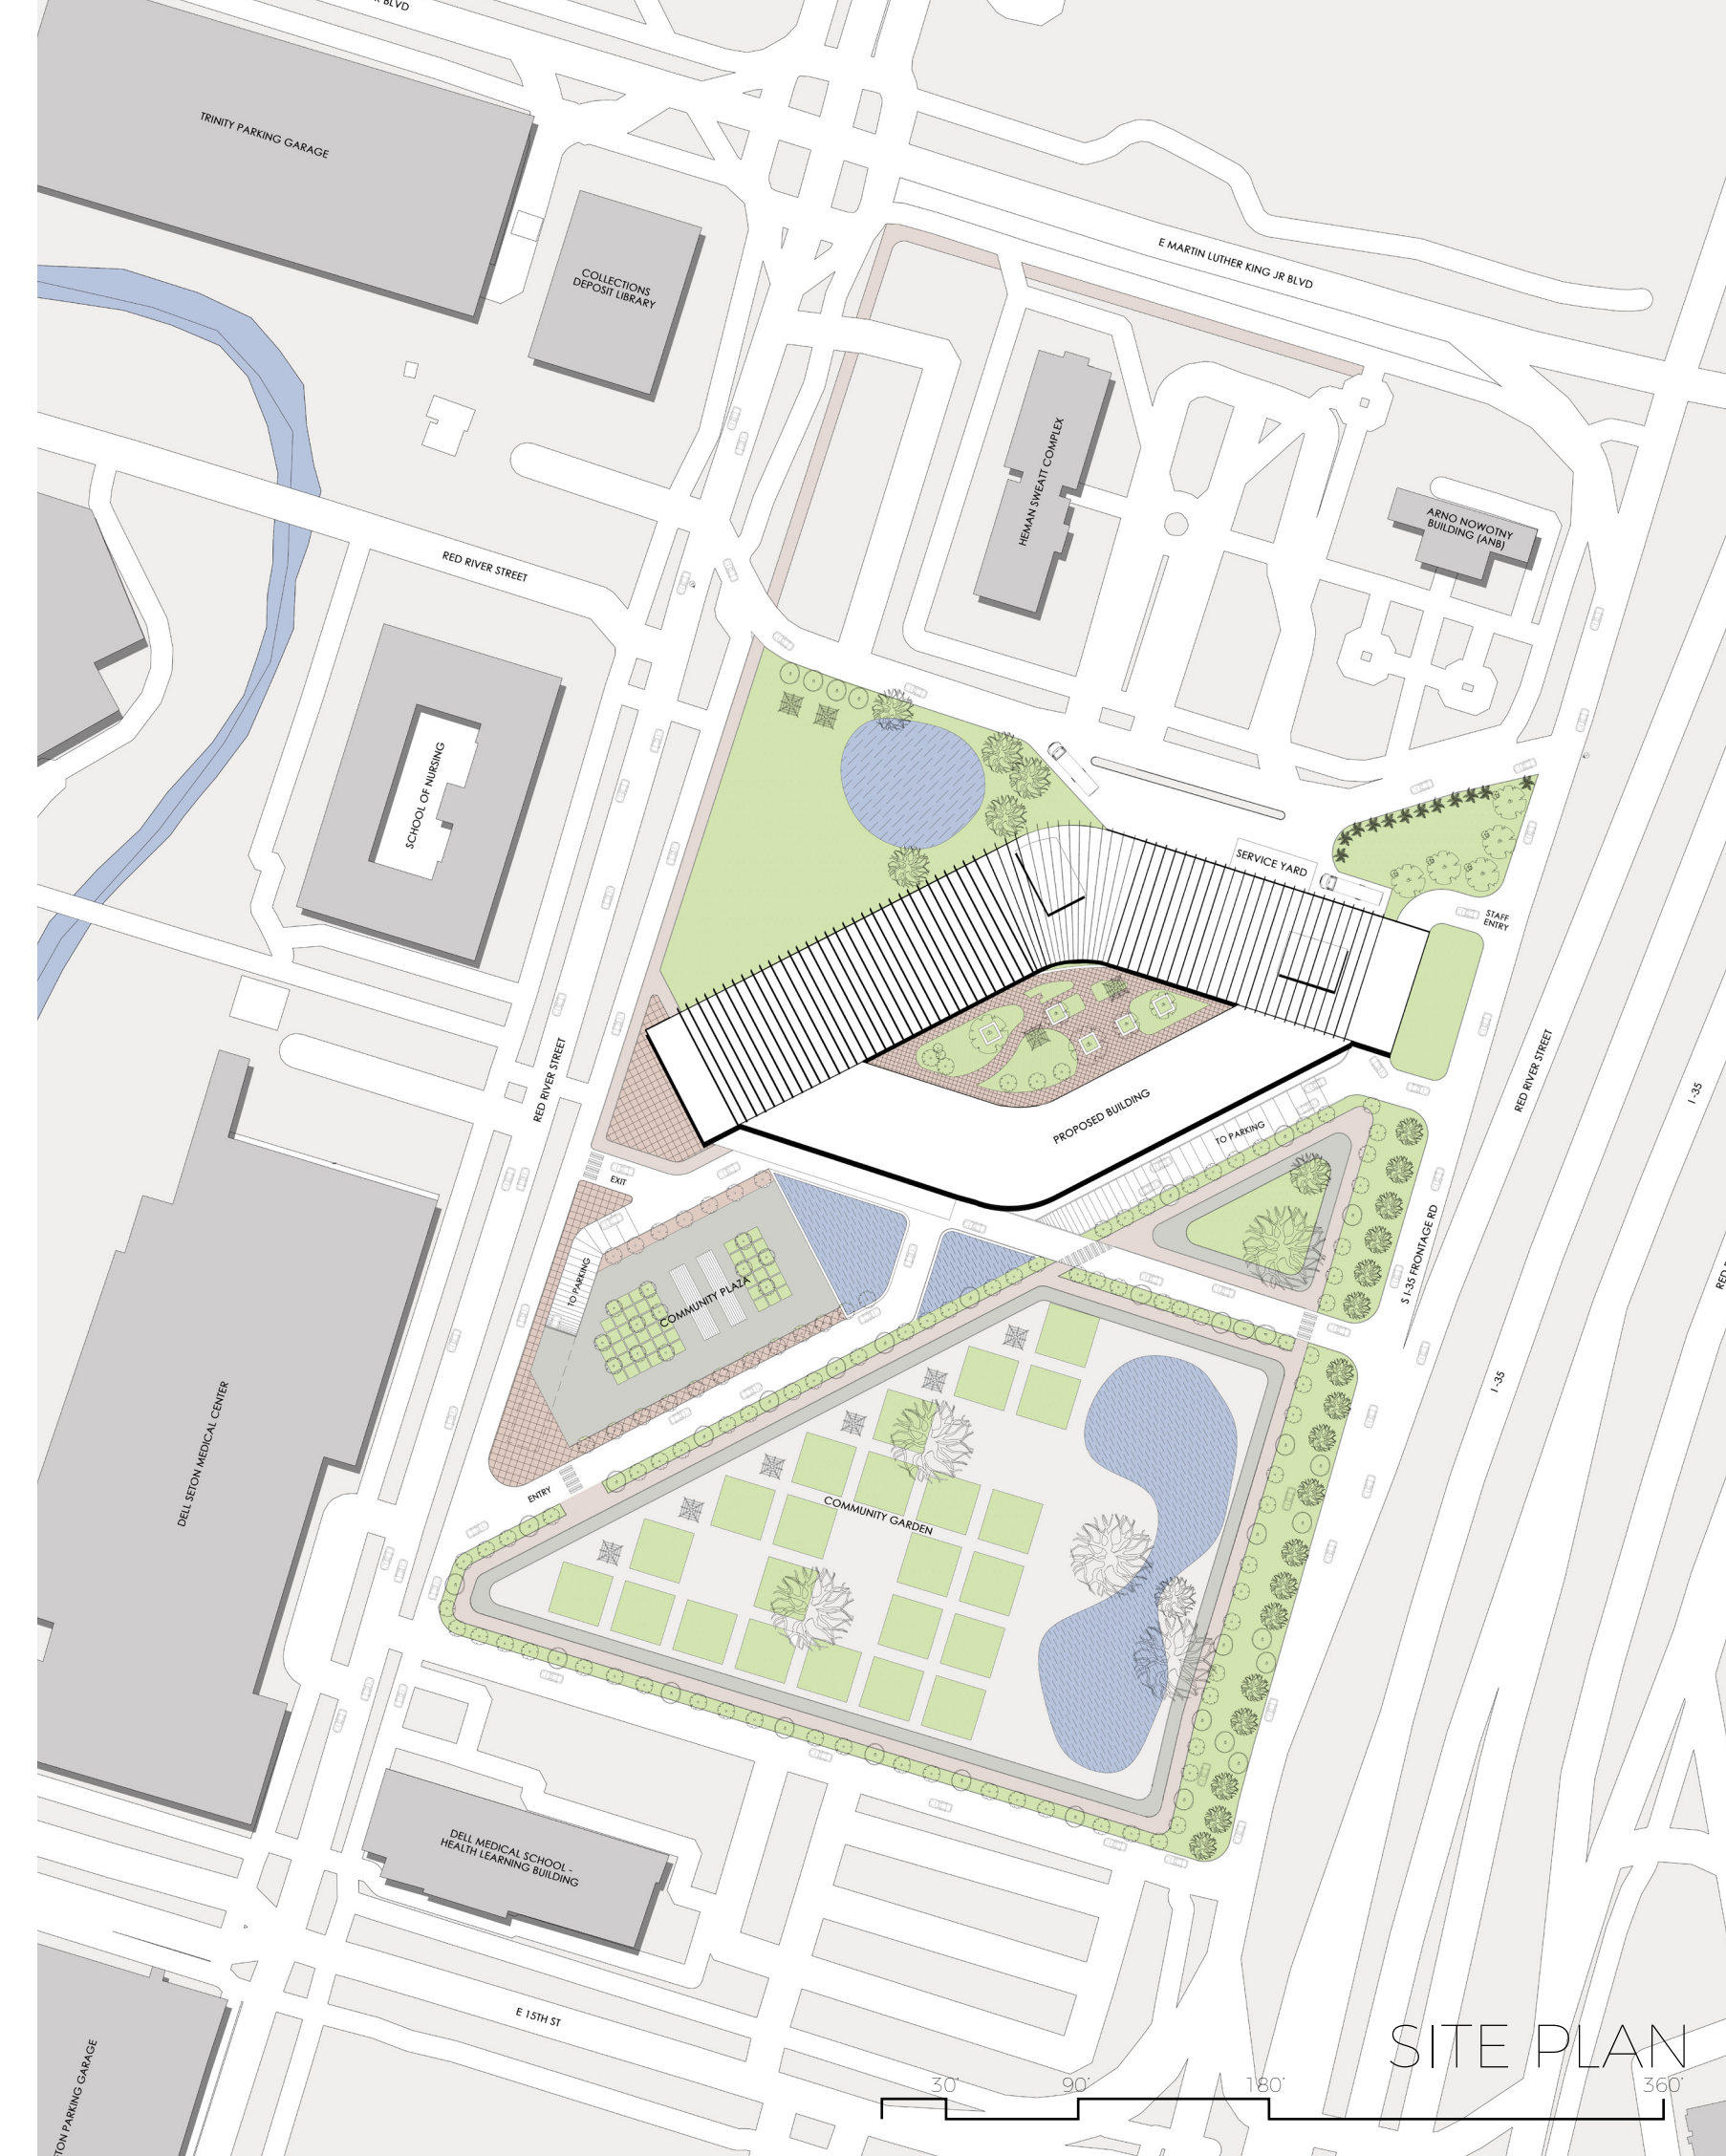 BLVD
TRINITY PARKING GARAGE
COLLECTIONS
DEPOSIT LIBRARY
E MARTIN LUTHER KING JR BLVD
HEMAN SWEATT COMPLEX
ARNO NOWOTNY
BUILDING (ANB)
RED RIVER STREET
SCHOOL OF NURSING
SERVICE YARD
STAFF
ENTRY
RED RIVER STREET
PROPOSED BUILDING
TO PARKING
RED RIVER STREET
I-35
EXIT
TO PARKING
COMMUNITY PLAZA
S I-35 FRONTAGE RD
I-35
DELL SETON MEDICAL CENTER
ENTRY
COMMUNITY GARDEN
DELL MEDICAL SCHOOL -
HEALTH LEARNING BUILDING
E 15TH ST
PARKING GARAGE
SITE PLAN
30'
90'
180'
360'